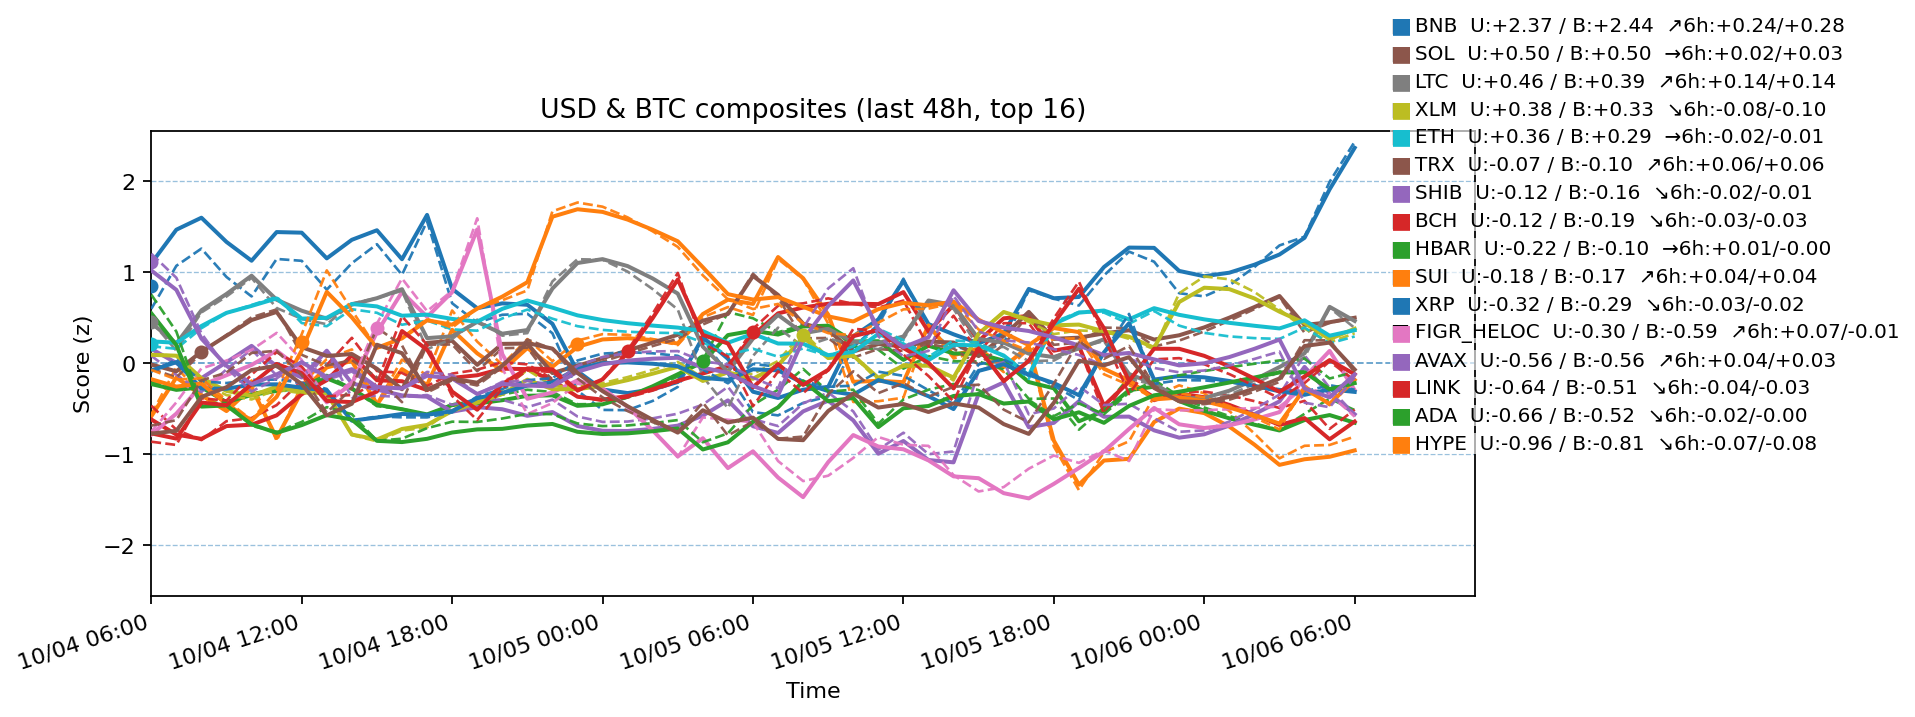 USD & BTC composites (last 48h, top 16)
BNB  U:+2.37 / B:+2.44  ↗6h:+0.24/+0.28
SOL  U:+0.50 / B:+0.50  →6h:+0.02/+0.03
LTC  U:+0.46 / B:+0.39  ↗6h:+0.14/+0.14
XLM  U:+0.38 / B:+0.33  ↘6h:-0.08/-0.10
ETH  U:+0.36 / B:+0.29  →6h:-0.02/-0.01
TRX  U:-0.07 / B:-0.10  ↗6h:+0.06/+0.06
SHIB  U:-0.12 / B:-0.16  ↘6h:-0.02/-0.01
BCH  U:-0.12 / B:-0.19  ↘6h:-0.03/-0.03
HBAR  U:-0.22 / B:-0.10  →6h:+0.01/-0.00
SUI  U:-0.18 / B:-0.17  ↗6h:+0.04/+0.04
XRP  U:-0.32 / B:-0.29  ↘6h:-0.03/-0.02
FIGR_HELOC  U:-0.30 / B:-0.59  ↗6h:+0.07/-0.01
AVAX  U:-0.56 / B:-0.56  ↗6h:+0.04/+0.03
LINK  U:-0.64 / B:-0.51  ↘6h:-0.04/-0.03
ADA  U:-0.66 / B:-0.52  ↘6h:-0.02/-0.00
HYPE  U:-0.96 / B:-0.81  ↘6h:-0.07/-0.08
Score (z)
2
1
0
−1
−2
10/04 06:00
10/04 12:00
10/04 18:00
10/05 00:00
10/05 06:00
10/05 12:00
10/05 18:00
10/06 00:00
10/06 06:00
Time